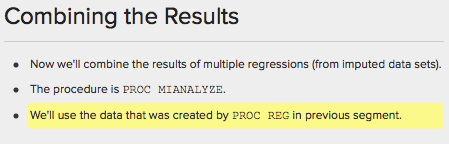 Combining the Results
• Now we'll combine the results of multiple regressions (from imputed data sets).
• The procedure is PROC MIANALYZE.
• We'll use the data that was created by PROC REG in previous segment.